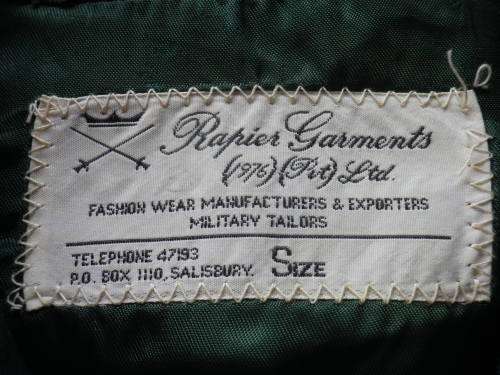 Rapier Garments
(1976) (Pvt) Ltd.
FASHION WEAR MANUFACTURERS & EXPORTERS
MILITARY TAILORS
TELEPHONE 47193
P.O. BOX 1110, SALISBURY. SIZE